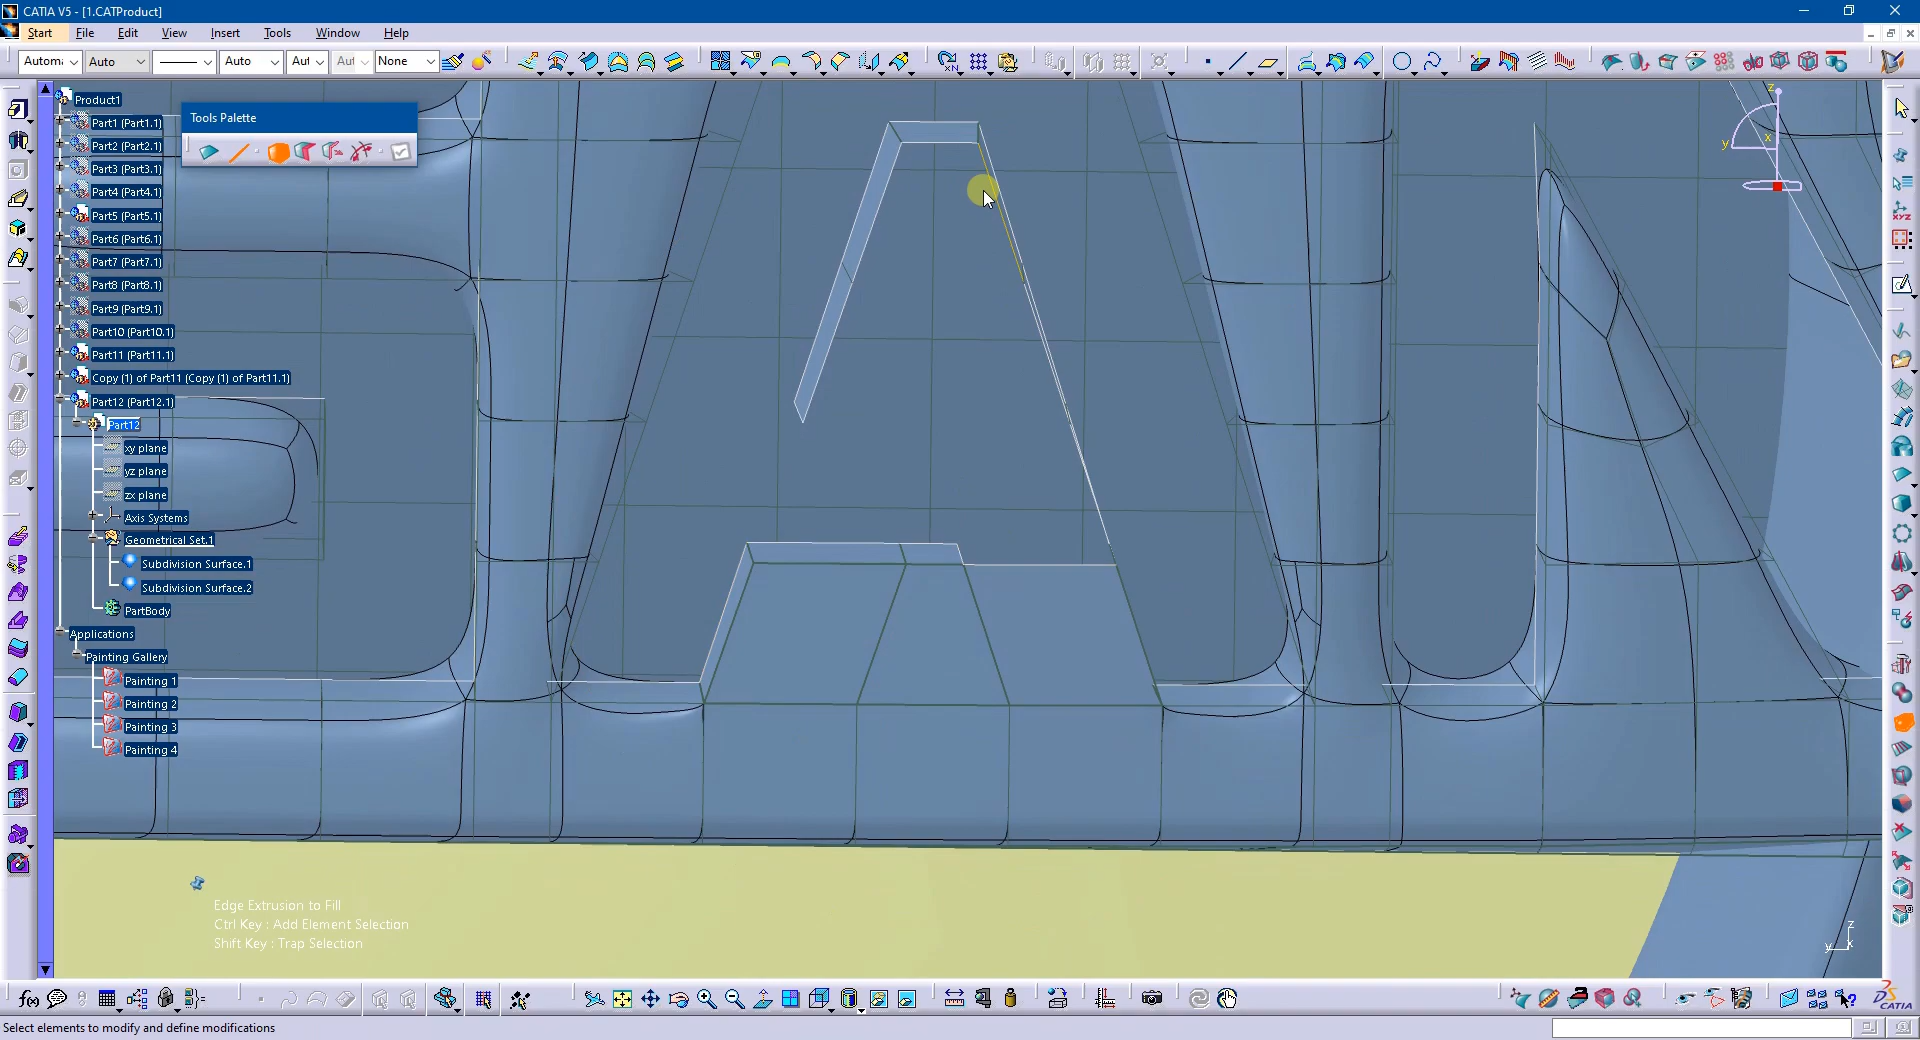 CATIA V5 - [1.CATProduct]
Start File Edit View Insert Tools Window Help
Auto Auto None
Product1
Part1 (Part1.1)
Part2 (Part2.1)
Part3 (Part3.1)
Part4 (Part4.1)
Part5 (Part5.1)
Part6 (Part6.1)
Part7 (Part7.1)
Part8 (Part8.1)
Part9 (Part9.1)
Part10 (Part10.1)
Part11 (Part11.1)
Copy (1) of Part11 (Copy (1) of Part11.1)
Part12 (Part12.1)
Part12
xy plane
yz plane
zx plane
Axis Systems
Geometrical Set.1
Subdivision Surface.1
Subdivision Surface.2
PartBody
Applications
Painting Gallery
Painting 1
Painting 2
Painting 3
Painting 4
Tools Palette
z
x
y
Edge Extrusion to Fill
Ctrl Key : Add Element Selection
Shift Key : Trap Selection
z
y x
f(x)
CATIA
Select elements to modify and define modifications